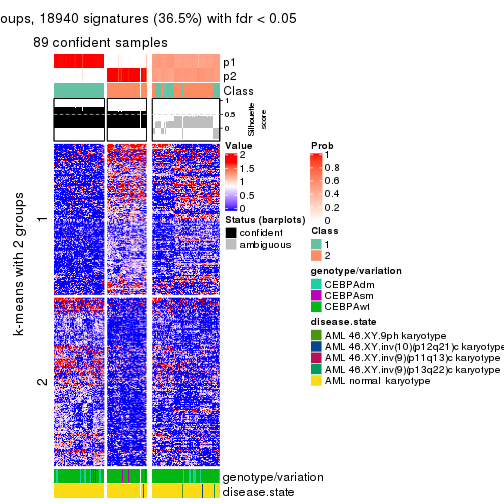 oups, 18940 signatures (36.5%) with fdr < 0.05
89 confident samples
p1
p2
Class
1
0.5
0
Silhouette
score
k-means with 2 groups
1
2
Value
2
1.5
1
0.5
0
Status (barplots)
confident
ambiguous
Prob
1
0.8
0.6
0.4
0.2
0
Class
1
2
genotype/variation
CEBPAdm
CEBPAsm
CEBPAwt
disease.state
AML 46.XY.9ph karyotype
AML 46.XY.inv(10)(p12q21)c karyotype
AML 46.XY.inv(9)(p11q13)c karyotype
AML 46.XY.inv(9)(p13q22)c karyotype
AML normal karyotype
genotype/variation
disease.state